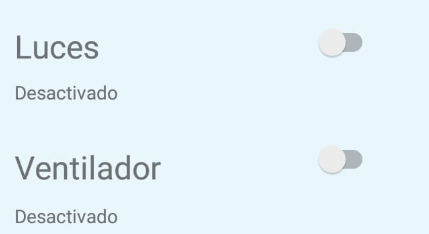 Luces
Desactivado
Ventilador
Desactivado